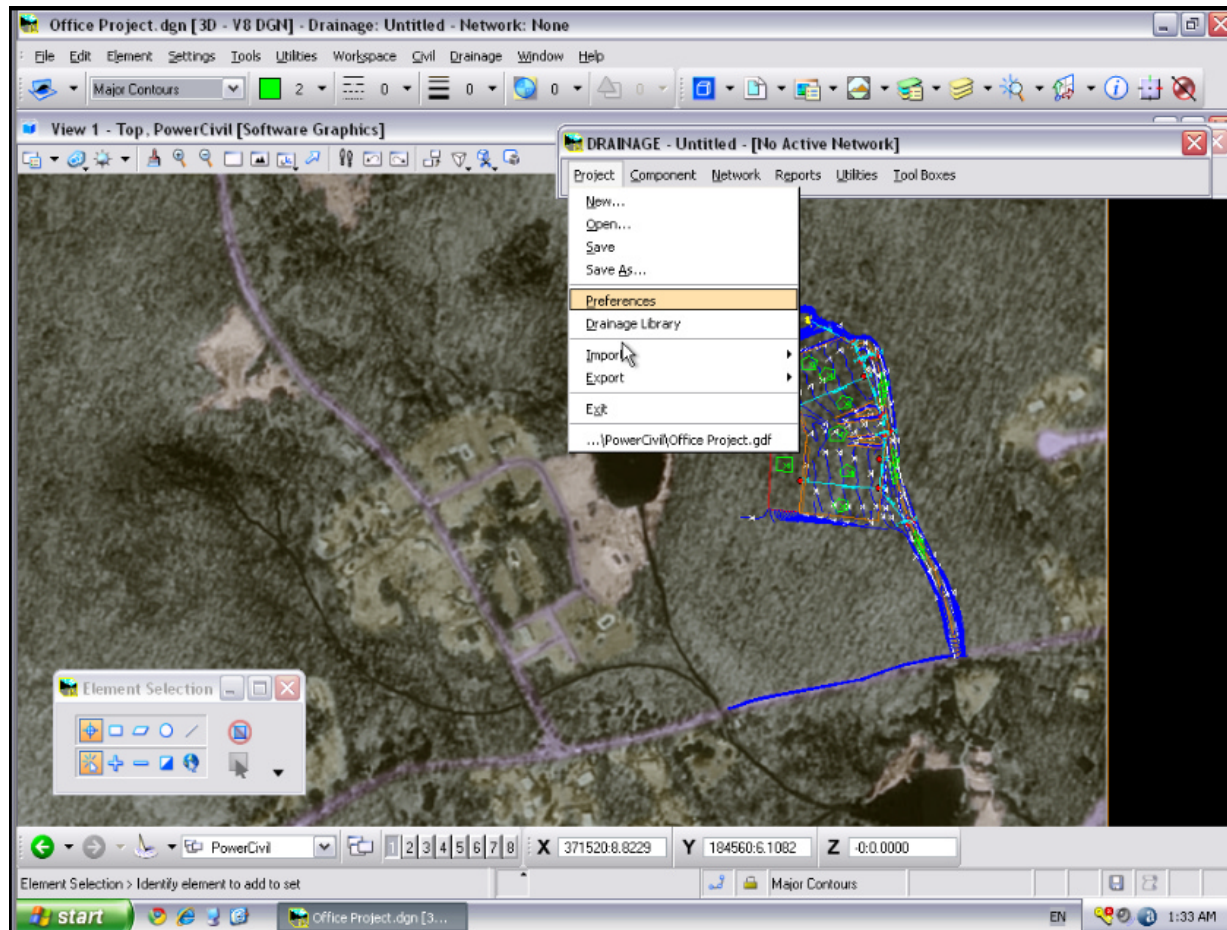 Office Project.dgn [3D - V8 DGN] - Drainage: Untitled - Network: None
File Edit Element Settings Tools Utilities Workspace Civil Drainage Window Help
Major Contours 2 0 0 0 0
View 1 - Top, PowerCivil [Software Graphics]
DRAINAGE - Untitled - [No Active Network]
Project Component Network Reports Utilities Tool Boxes
New...
Open...
Save
Save As...
Preferences
Drainage Library
Import
Export
Exit
...\PowerCivil\Office Project.gdf
Element Selection
PowerCivil 1 2 3 4 5 6 7 8 X 371520:8.8229 Y 184560:6.1082 Z -0:0.0000
Element Selection > Identify element to add to set Major Contours
start Office Project.dgn [3... EN 1:33 AM